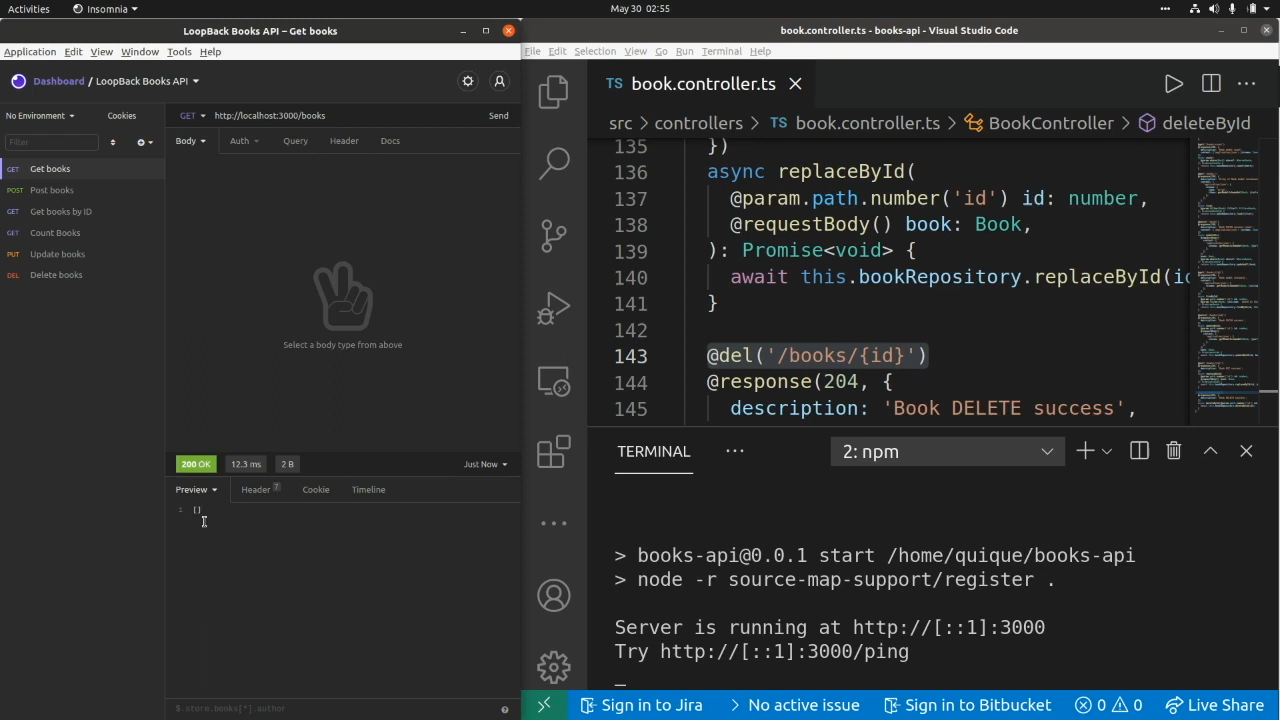 Activities
Insomnia
May 30 02:55
LoopBack Books API – Get books
Application Edit View Window Tools Help
Dashboard / LoopBack Books API
No Environment
Cookies
Filter
GET Get books
POST Post books
GET Get books by ID
GET Count Books
PUT Update books
DEL Delete books
GET http://localhost:3000/books
Send
Body Auth Query Header Docs
Select a body type from above
200 OK 12.3 ms 2 B Just Now
Preview Header 7 Cookie Timeline
1 []
$.store.books[*].author
book.controller.ts - books-api - Visual Studio Code
File Edit Selection View Go Run Terminal Help
TS book.controller.ts
src > controllers > TS book.controller.ts > BookController > deleteById
135 })
136 async replaceById(
137 @param.path.number('id') id: number,
138 @requestBody() book: Book,
139 ): Promise<void> {
140 await this.bookRepository.replaceById(id
141 }
142
143 @del('/books/{id}')
144 @response(204, {
145 description: 'Book DELETE success',
TERMINAL
2: npm
> books-api@0.0.1 start /home/quique/books-api
> node -r source-map-support/register .
Server is running at http://[::1]:3000
Try http://[::1]:3000/ping
Sign in to Jira
No active issue
Sign in to Bitbucket
0
0
Live Share